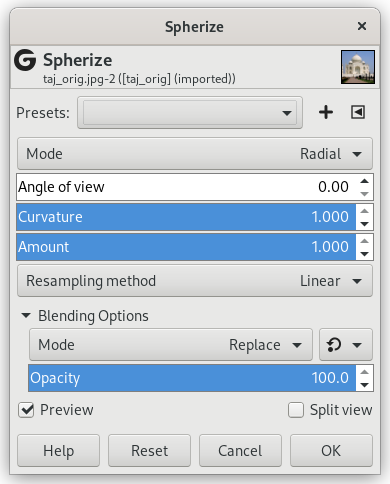 Spherize
Spherize
taj_orig.jpg-2 ([taj_orig] (imported))
Presets:
Mode Radial
Angle of view 0.00
Curvature 1.000
Amount 1.000
Resampling method Linear
Blending Options
Mode Replace
Opacity 100.0
Preview Split view
Help Reset Cancel OK